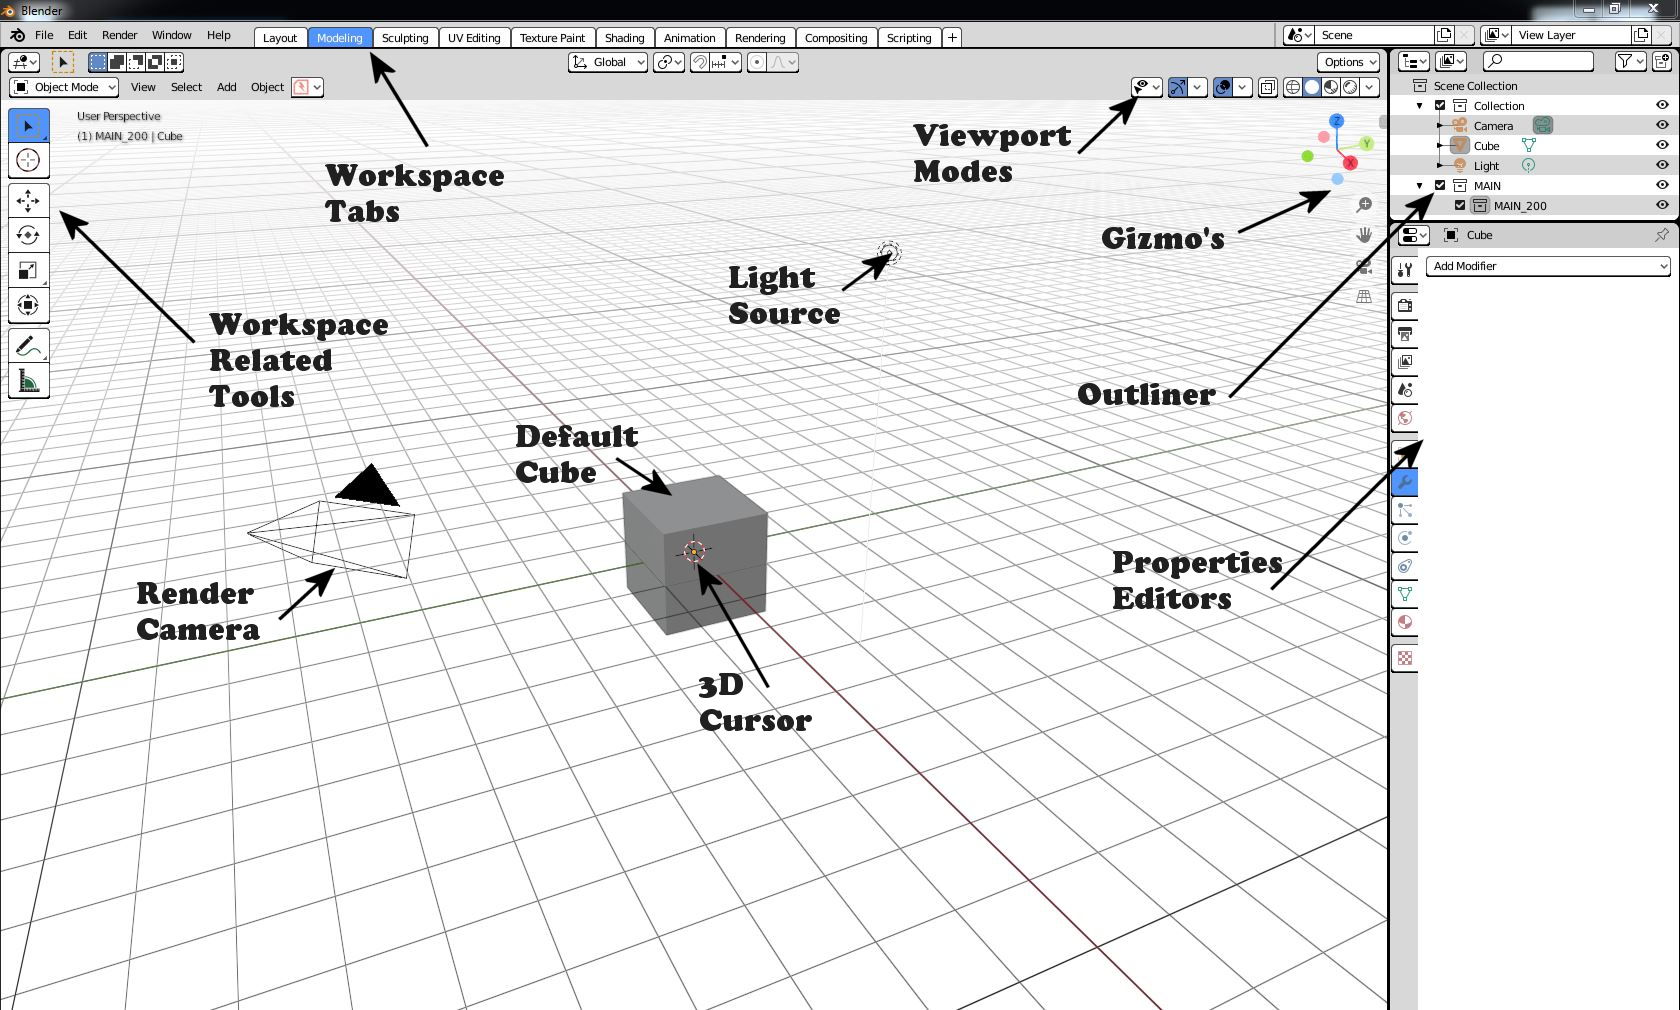 Blender
File Edit Render Window Help Layout Modeling Sculpting UV Editing Texture Paint Shading Animation Rendering Compositing Scripting + Scene View Layer
Global Options
Object Mode View Select Add Object
User Perspective
(1) MAIN_200 | Cube
Scene Collection
Collection
Camera
Cube
Light
MAIN
MAIN_200
Cube
Add Modifier
Z
Y
X
Workspace
Tabs
Viewport
Modes
Gizmo's
Light
Source
Workspace
Related
Tools
Outliner
Default
Cube
Properties
Editors
Render
Camera
3D
Cursor